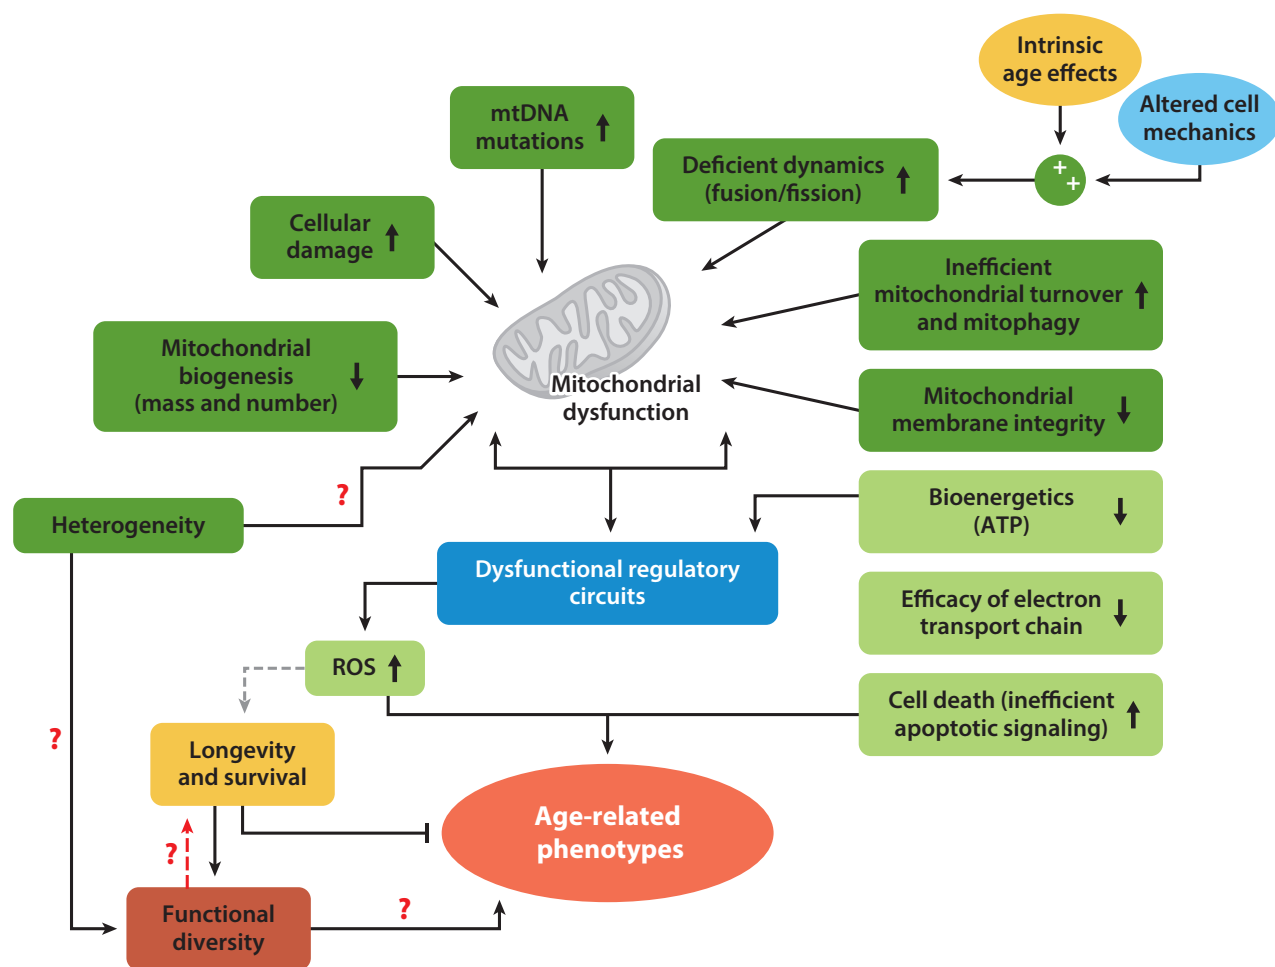 Intrinsic
age effects
Altered cell
mechanics
mtDNA
mutations
Deficient dynamics
(fusion/fission)
+
+
Cellular
damage
Inefficient
mitochondrial turnover
and mitophagy
Mitochondrial
biogenesis
(mass and number)
Mitochondrial
dysfunction
Mitochondrial
membrane integrity
?
Heterogeneity
Bioenergetics
(ATP)
Dysfunctional regulatory
circuits
Efficacy of electron
transport chain
ROS
Cell death (inefficient
apoptotic signaling)
?
Longevity
and survival
Age-related
phenotypes
?
?
Functional
diversity